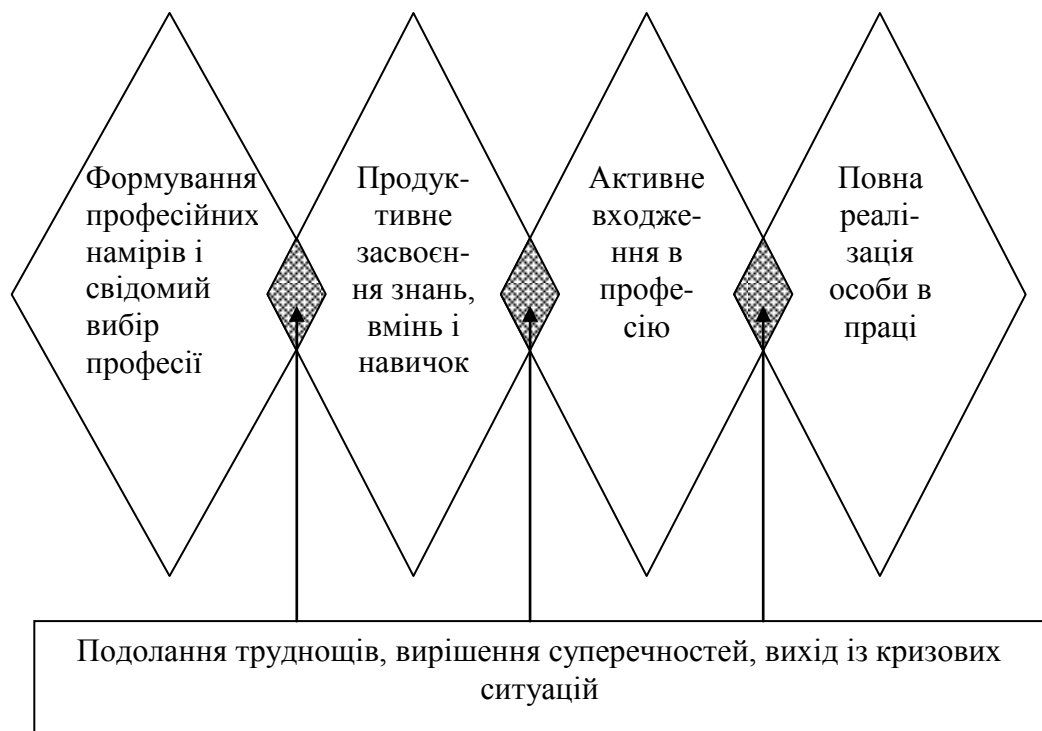 Формування
професійних
намірів і
свідомий
вибір
професії
Продук-
тивне
засвоєн-
ня знань,
вмінь і
навичок
Активне
входже-
ння в
профе-
сію
Повна
реалі-
зація
особи в
праці
Подолання труднощів, вирішення суперечностей, вихід із кризових
ситуацій